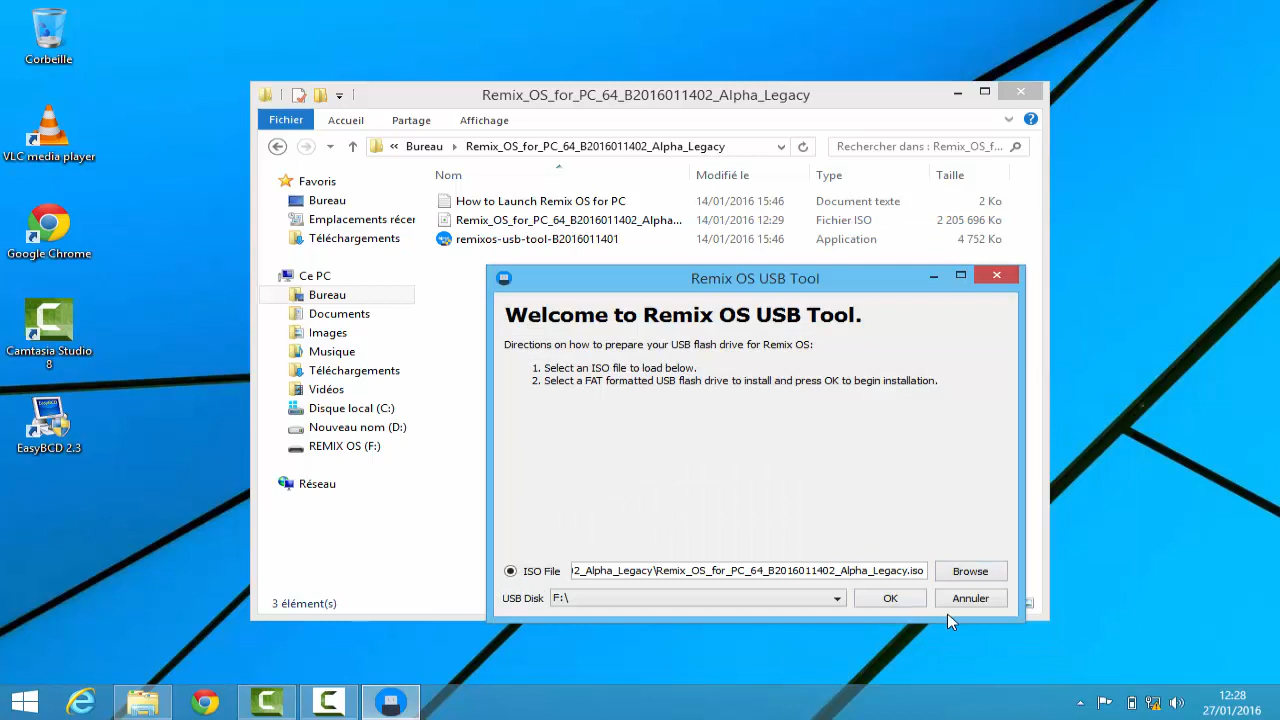 Corbeille
VLC media player
Google Chrome
Camtasia Studio
8
EasyBCD 2.3
Remix_OS_for_PC_64_B2016011402_Alpha_Legacy
Fichier Accueil Partage Affichage
« Bureau Remix_OS_for_PC_64_B2016011402_Alpha_Legacy
Rechercher dans : Remix_OS_f...
Favoris
Bureau
Emplacements récer
Téléchargements
Ce PC
Bureau
Documents
Images
Musique
Téléchargements
Vidéos
Disque local (C:)
Nouveau nom (D:)
REMIX OS (F:)
Réseau
Nom Modifié le Type Taille
How to Launch Remix OS for PC 14/01/2016 15:46 Document texte 2 Ko
Remix_OS_for_PC_64_B2016011402_Alpha... 14/01/2016 12:29 Fichier ISO 2 205 696 Ko
remixos-usb-tool-B2016011401 14/01/2016 15:46 Application 4 752 Ko
3 élément(s)
Remix OS USB Tool
Welcome to Remix OS USB Tool.
Directions on how to prepare your USB flash drive for Remix OS:
1. Select an ISO file to load below.
2. Select a FAT formatted USB flash drive to install and press OK to begin installation.
ISO File 2_Alpha_Legacy\Remix_OS_for_PC_64_B2016011402_Alpha_Legacy.iso Browse
USB Disk F:\ OK Annuler
12:28
27/01/2016